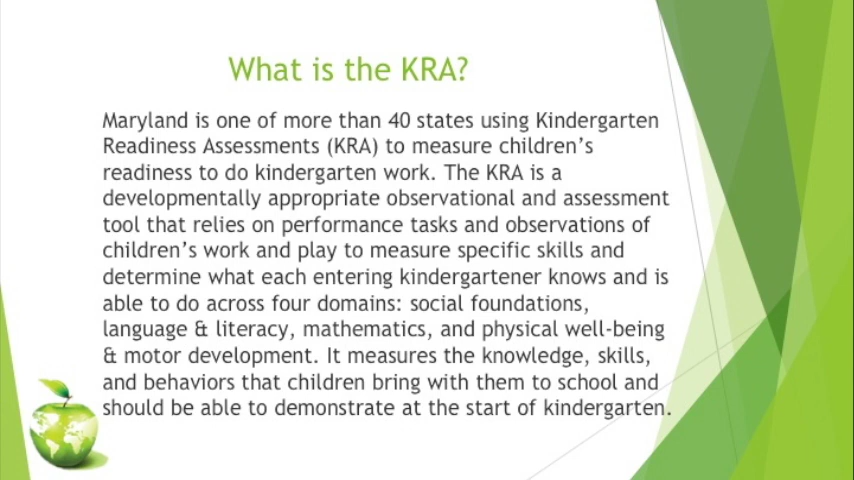 What is the KRA?
Maryland is one of more than 40 states using Kindergarten
Readiness Assessments (KRA) to measure children’s
readiness to do kindergarten work. The KRA is a
developmentally appropriate observational and assessment
tool that relies on performance tasks and observations of
children’s work and play to measure specific skills and
determine what each entering kindergartener knows and is
able to do across four domains: social foundations,
language & literacy, mathematics, and physical well-being
& motor development. It measures the knowledge, skills,
and behaviors that children bring with them to school and
should be able to demonstrate at the start of kindergarten.